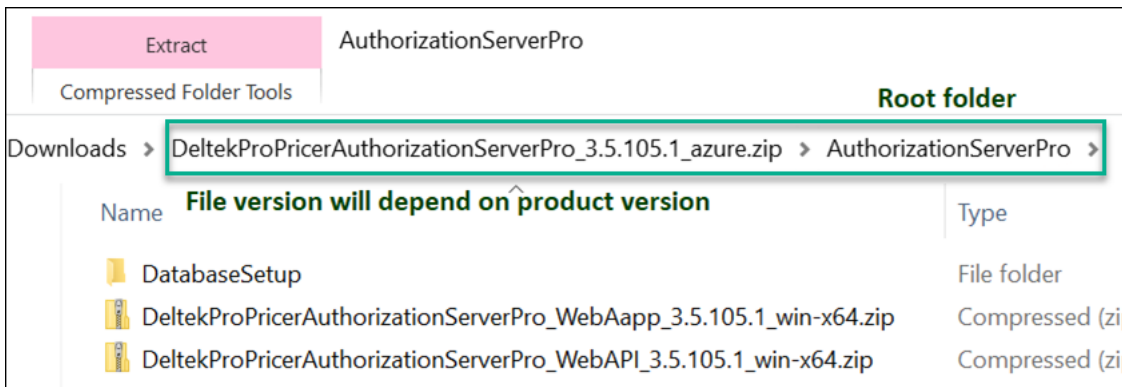 Extract
AuthorizationServerPro
Compressed Folder Tools
Root folder
Downloads > DeltekProPricerAuthorizationServerPro_3.5.105.1_azure.zip > AuthorizationServerPro >
File version will depend on product version
Name
Type
DatabaseSetup
File folder
DeltekProPricerAuthorizationServerPro_WebAapp_3.5.105.1_win-x64.zip
Compressed (zi
DeltekProPricerAuthorizationServerPro_WebAPI_3.5.105.1_win-x64.zip
Compressed (zi